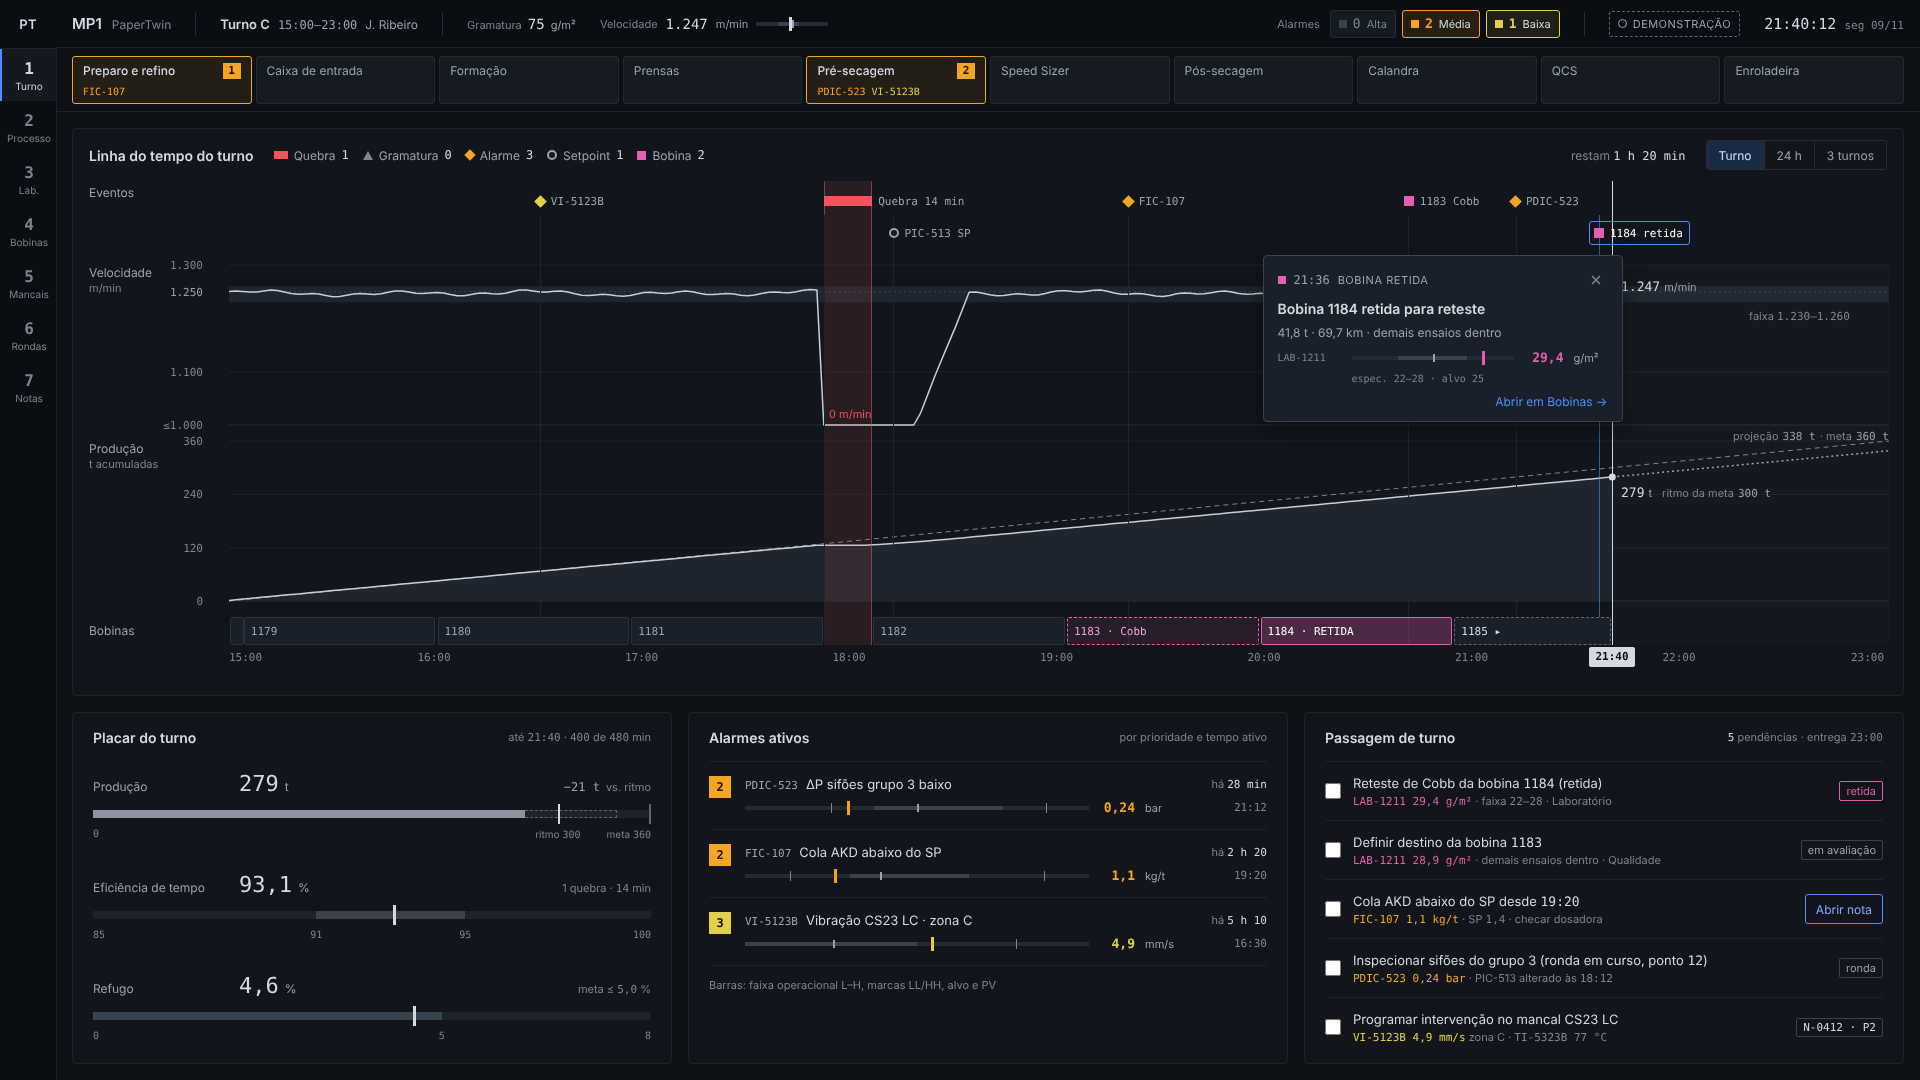 PT
MP1 PaperTwin
Turno C 15:00–23:00 J. Ribeiro
Gramatura 75 g/m²
Velocidade 1.247 m/min
Alarmes
0 Alta
2 Média
1 Baixa
DEMONSTRAÇÃO
21:40:12 seg 09/11
1
Turno
2
Processo
3
Lab.
4
Bobinas
5
Mancais
6
Rondas
7
Notas
Preparo e refino 1
FIC-107
Caixa de entrada
Formação
Prensas
Pré-secagem 2
PDIC-523 VI-5123B
Speed Sizer
Pós-secagem
Calandra
QCS
Enroladeira
Linha do tempo do turno
Quebra 1
Gramatura 0
Alarme 3
Setpoint 1
Bobina 2
restam 1 h 20 min
Turno
24 h
3 turnos
Eventos
VI-5123B
Quebra 14 min
FIC-107
1183 Cobb
PDIC-523
PIC-513 SP
1184 retida
Velocidade
m/min
1.300
1.250
1.100
≤1.000
0 m/min
1.247 m/min
faixa 1.230–1.260
21:36 BOBINA RETIDA
Bobina 1184 retida para reteste
41,8 t · 69,7 km · demais ensaios dentro
LAB-1211
29,4 g/m²
espec. 22–28 · alvo 25
Abrir em Bobinas →
Produção
t acumuladas
360
240
120
0
projeção 338 t · meta 360 t
279 t ritmo da meta 300 t
Bobinas
1179
1180
1181
1182
1183 · Cobb
1184 · RETIDA
1185 ▸
15:00
16:00
17:00
18:00
19:00
20:00
21:00
21:40
22:00
23:00
Placar do turno
até 21:40 · 400 de 480 min
Produção
279 t
−21 t vs. ritmo
0
ritmo 300
meta 360
Eficiência de tempo
93,1 %
1 quebra · 14 min
85
91
95
100
Refugo
4,6 %
meta ≤ 5,0 %
0
5
8
Alarmes ativos
por prioridade e tempo ativo
2 PDIC-523 ΔP sifões grupo 3 baixo
há 28 min
0,24 bar
21:12
2 FIC-107 Cola AKD abaixo do SP
há 2 h 20
1,1 kg/t
19:20
3 VI-5123B Vibração CS23 LC · zona C
há 5 h 10
4,9 mm/s
16:30
Barras: faixa operacional L–H, marcas LL/HH, alvo e PV
Passagem de turno
5 pendências · entrega 23:00
Reteste de Cobb da bobina 1184 (retida)
LAB-1211 29,4 g/m² · faixa 22–28 · Laboratório
retida
Definir destino da bobina 1183
LAB-1211 28,9 g/m² · demais ensaios dentro · Qualidade
em avaliação
Cola AKD abaixo do SP desde 19:20
FIC-107 1,1 kg/t · SP 1,4 · checar dosadora
Abrir nota
Inspecionar sifões do grupo 3 (ronda em curso, ponto 12)
PDIC-523 0,24 bar · PIC-513 alterado às 18:12
ronda
Programar intervenção no mancal CS23 LC
VI-5123B 4,9 mm/s zona C · TI-5323B 77 °C
N-0412 · P2